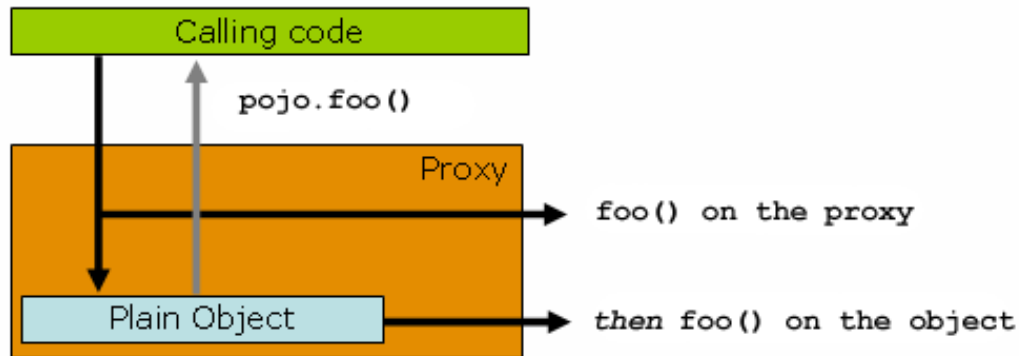 Calling code
pojo.foo()
Proxy
foo() on the proxy
Plain Object
then foo() on the object